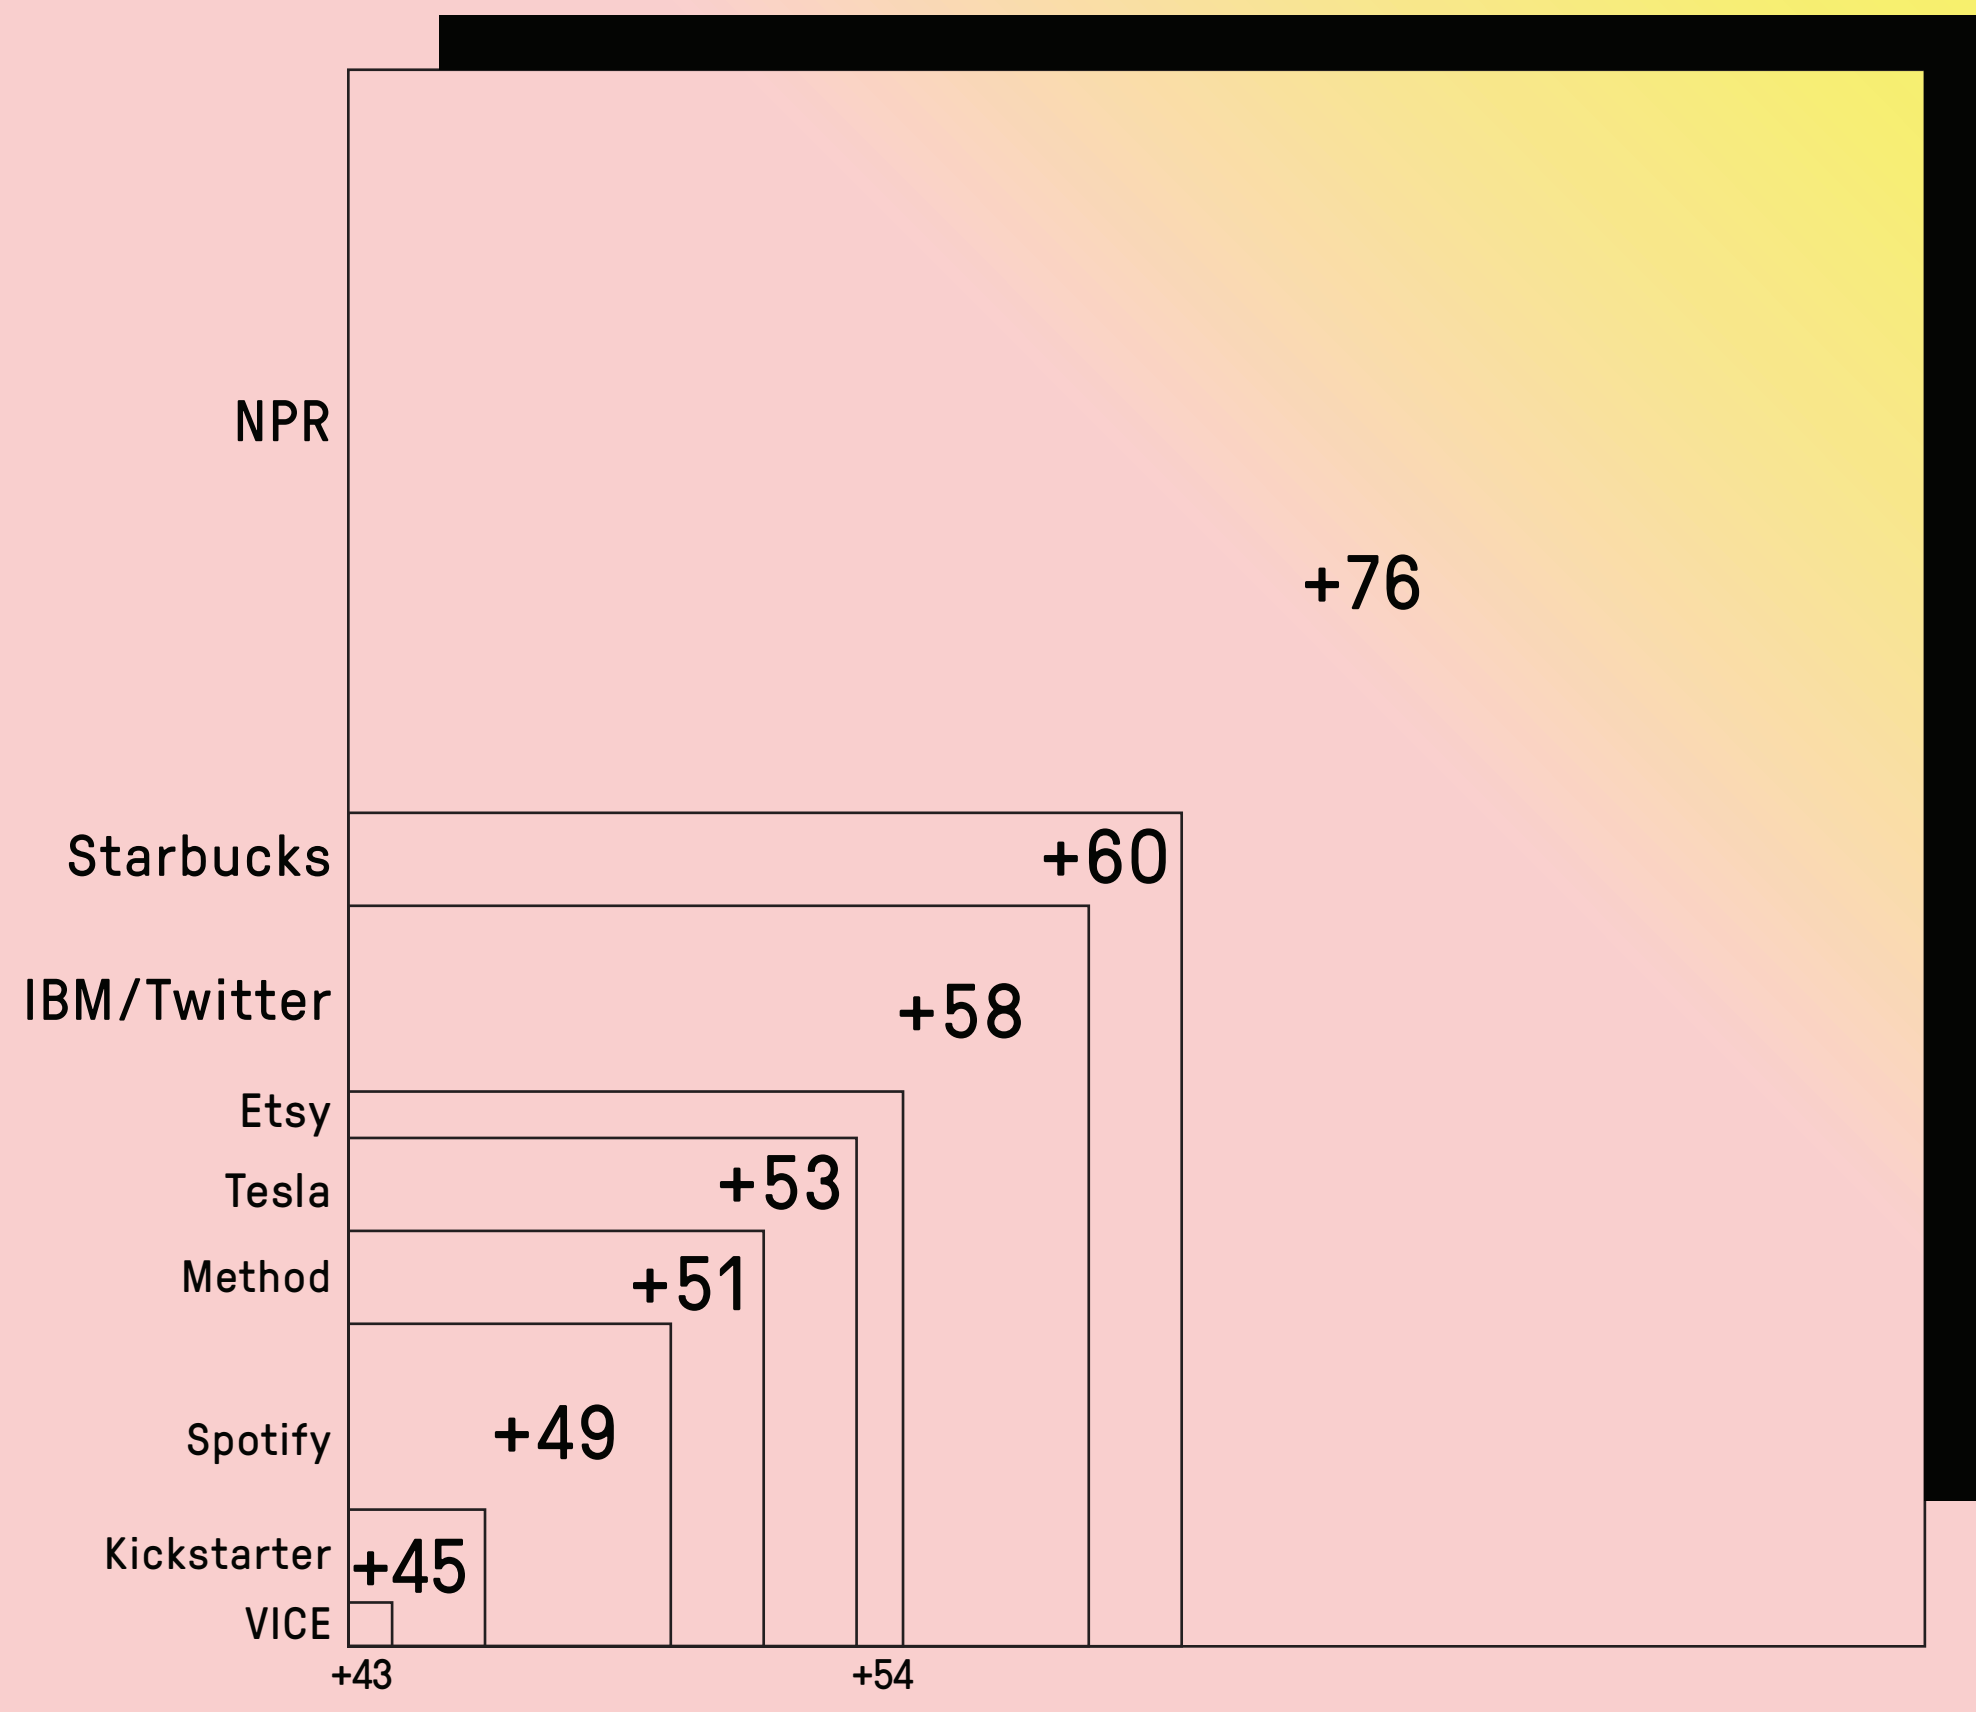 NPR
+76
Starbucks
+60
IBM/Twitter
+58
Etsy
Tesla
+53
Method
+51
Spotify
+49
Kickstarter
+45
VICE
+43
+54